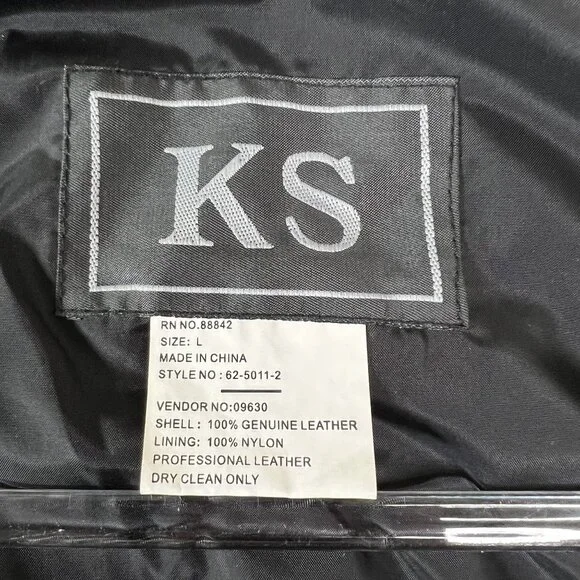 KS
RN NO.88842
SIZE: L
MADE IN CHINA
STYLE NO: 62-5011-2
VENDOR NO:09630
SHELL: 100% GENUINE LEATHER
LINING: 100% NYLON
PROFESSIONAL LEATHER
DRY CLEAN ONLY